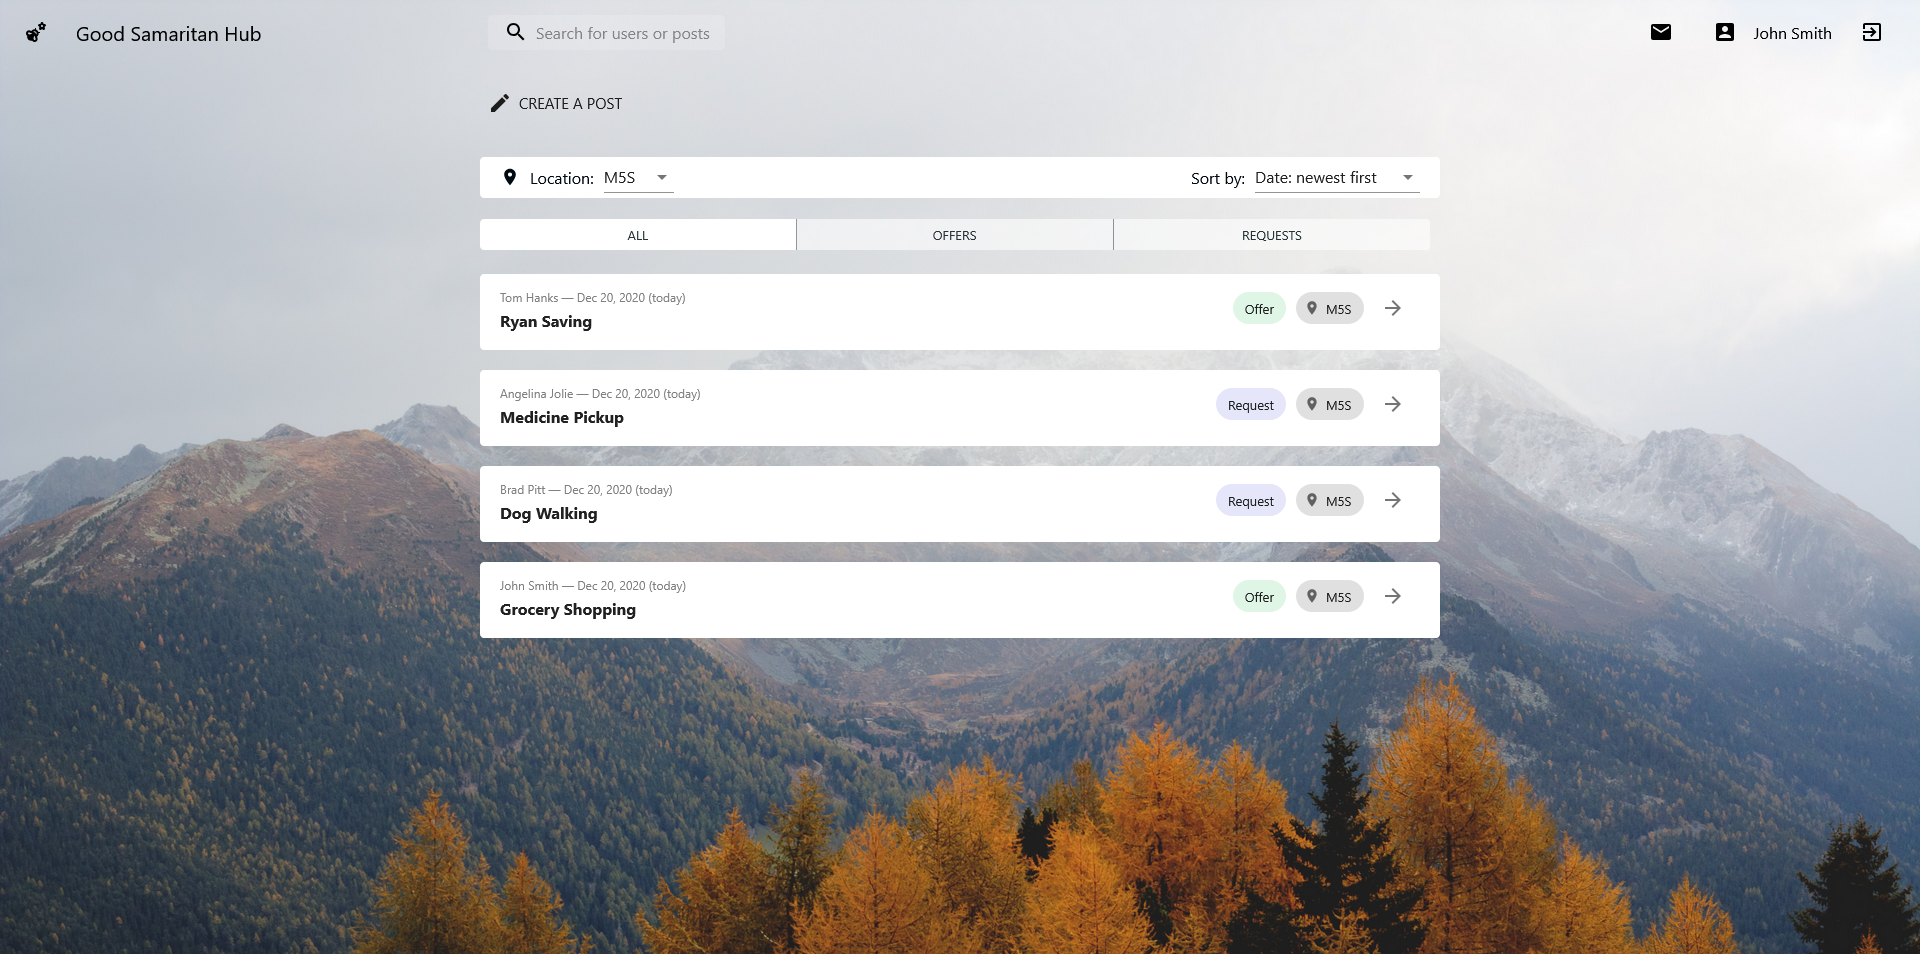 Good Samaritan Hub
Search for users or posts
John Smith
CREATE A POST
Location: M5S
Sort by: Date: newest first
ALL
OFFERS
REQUESTS
Tom Hanks — Dec 20, 2020 (today)
Ryan Saving
Offer
M5S
Angelina Jolie — Dec 20, 2020 (today)
Medicine Pickup
Request
M5S
Brad Pitt — Dec 20, 2020 (today)
Dog Walking
Request
M5S
John Smith — Dec 20, 2020 (today)
Grocery Shopping
Offer
M5S